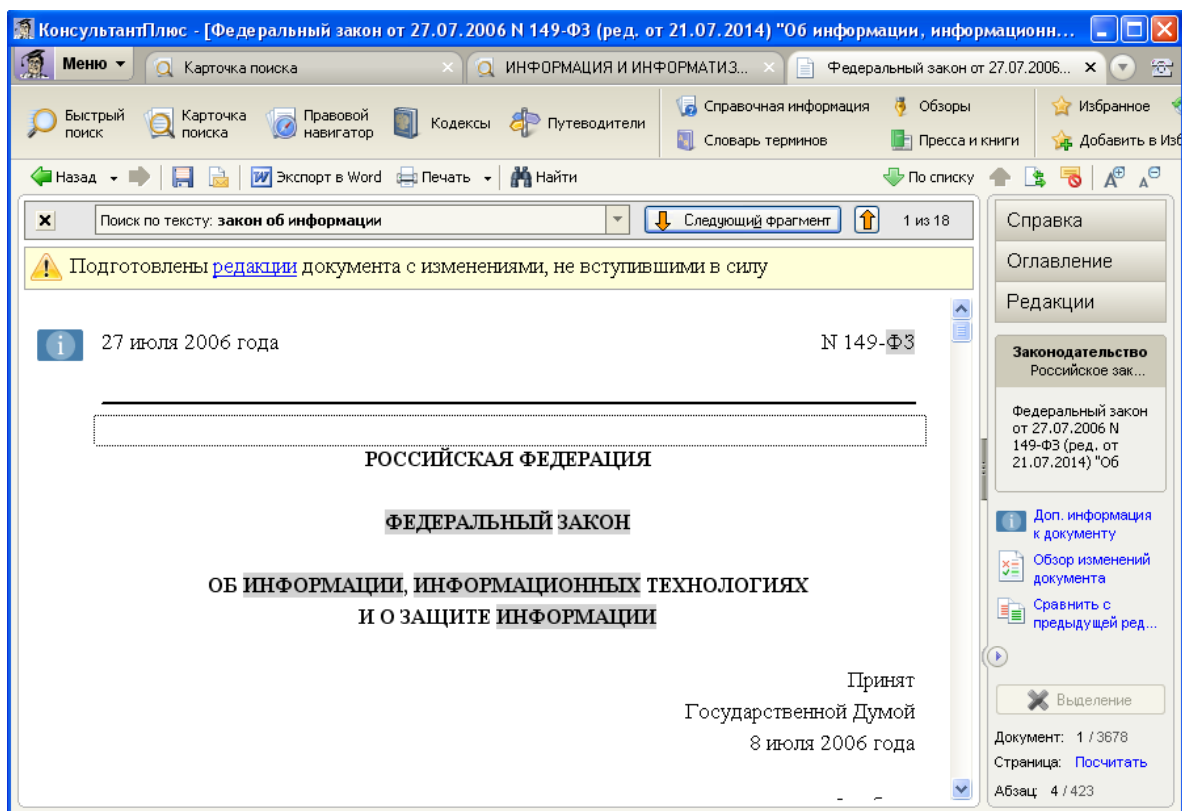 КонсультантПлюс - [Федеральный закон от 27.07.2006 N 149-ФЗ (ред. от 21.07.2014) "Об информации, информационн...
Меню
Карточка поиска
ИНФОРМАЦИЯ И ИНФОРМАТИЗ...
Федеральный закон от 27.07.2006...
Быстрый поиск
Карточка поиска
Правовой навигатор
Кодексы
Путеводители
Справочная информация
Словарь терминов
Обзоры
Пресса и книги
Избранное
Добавить в Изб
Назад
Экспорт в Word
Печать
Найти
По списку
Поиск по тексту: закон об информации
Следующий фрагмент
1 из 18
Подготовлены редакции документа с изменениями, не вступившими в силу
27 июля 2006 года
N 149-ФЗ
РОССИЙСКАЯ ФЕДЕРАЦИЯ
ФЕДЕРАЛЬНЫЙ ЗАКОН
ОБ ИНФОРМАЦИИ, ИНФОРМАЦИОННЫХ ТЕХНОЛОГИЯХ
И О ЗАЩИТЕ ИНФОРМАЦИИ
Принят
Государственной Думой
8 июля 2006 года
Справка
Оглавление
Редакции
Законодательство
Российское зак...
Федеральный закон
от 27.07.2006 N
149-ФЗ (ред. от
21.07.2014) "Об
Доп. информация
к документу
Обзор изменений
документа
Сравнить с
предыдущей ред...
Выделение
Документ: 1 / 3678
Страница: Посчитать
Абзац: 4 / 423